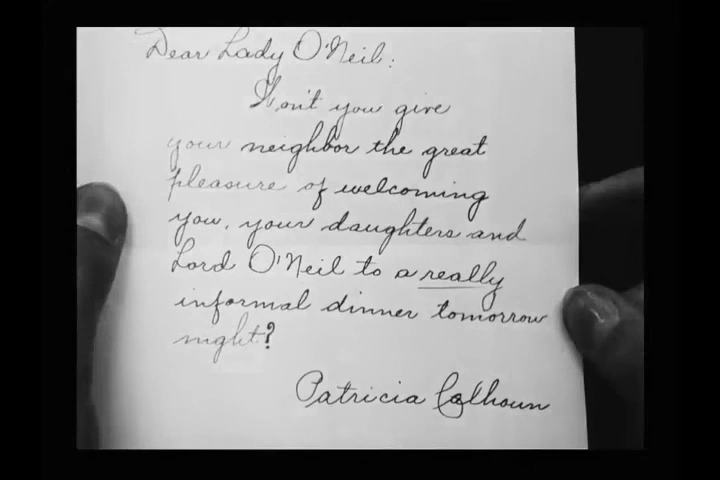 Dear Lady O'Neil:
Won't you give
your neighbor the great
pleasure of welcoming
you, your daughters and
Lord O'Neil to a really
informal dinner tomorrow
night?
Patricia Calhoun